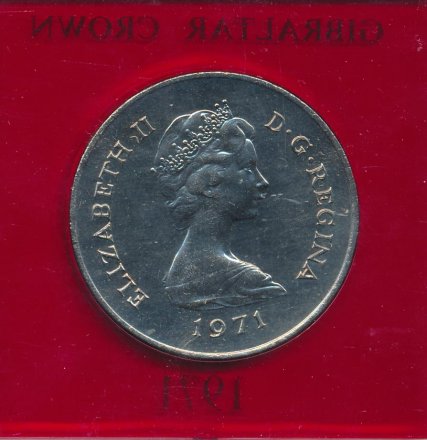 GIBRALTAR CROWN
ELIZABETH II
D·G·REGINA
1971
1971